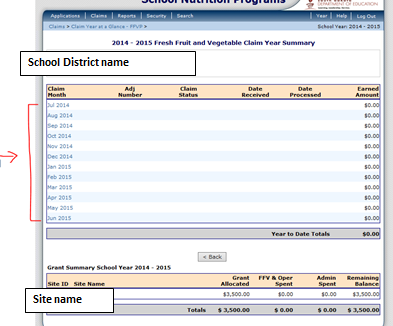 School Nutrition Programs
DEPARTMENT OF EDUCATION
Applications | Claims | Reports | Security | Search Year | Help | Log Out
Claims > Claim Year at a Glance - FFVP > School Year: 2014 - 2015
2014 - 2015 Fresh Fruit and Vegetable Claim Year Summary
School District name
Claim Month Adj Number Claim Status Date Received Date Processed Earned Amount
Jul 2014 $0.00
Aug 2014 $0.00
Sep 2014 $0.00
Oct 2014 $0.00
Nov 2014 $0.00
Dec 2014 $0.00
Jan 2015 $0.00
Feb 2015 $0.00
Mar 2015 $0.00
Apr 2015 $0.00
May 2015 $0.00
Jun 2015 $0.00
Year to Date Totals $0.00
< Back
Grant Summary School Year 2014 - 2015
Site ID Site Name Grant Allocated FFV & Oper Spent Admin Spent Remaining Balance
Site name $3,500.00 $0.00 $0.00 $3,500.00
Totals $ 3,500.00 $ 0.00 $ 0.00 $ 3,500.00